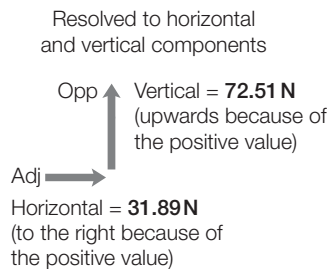 Resolved to horizontal
and vertical components
Opp
Vertical = 72.51 N
(upwards because of
the positive value)
Adj
Horizontal = 31.89 N
(to the right because of
the positive value)